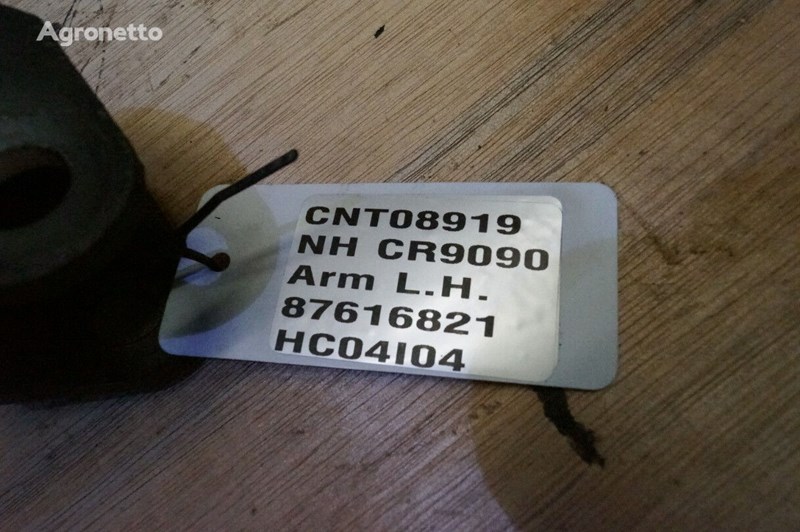 Agronetto
CNT08919
NH CR9090
Arm L.H.
87616821
HC04I04